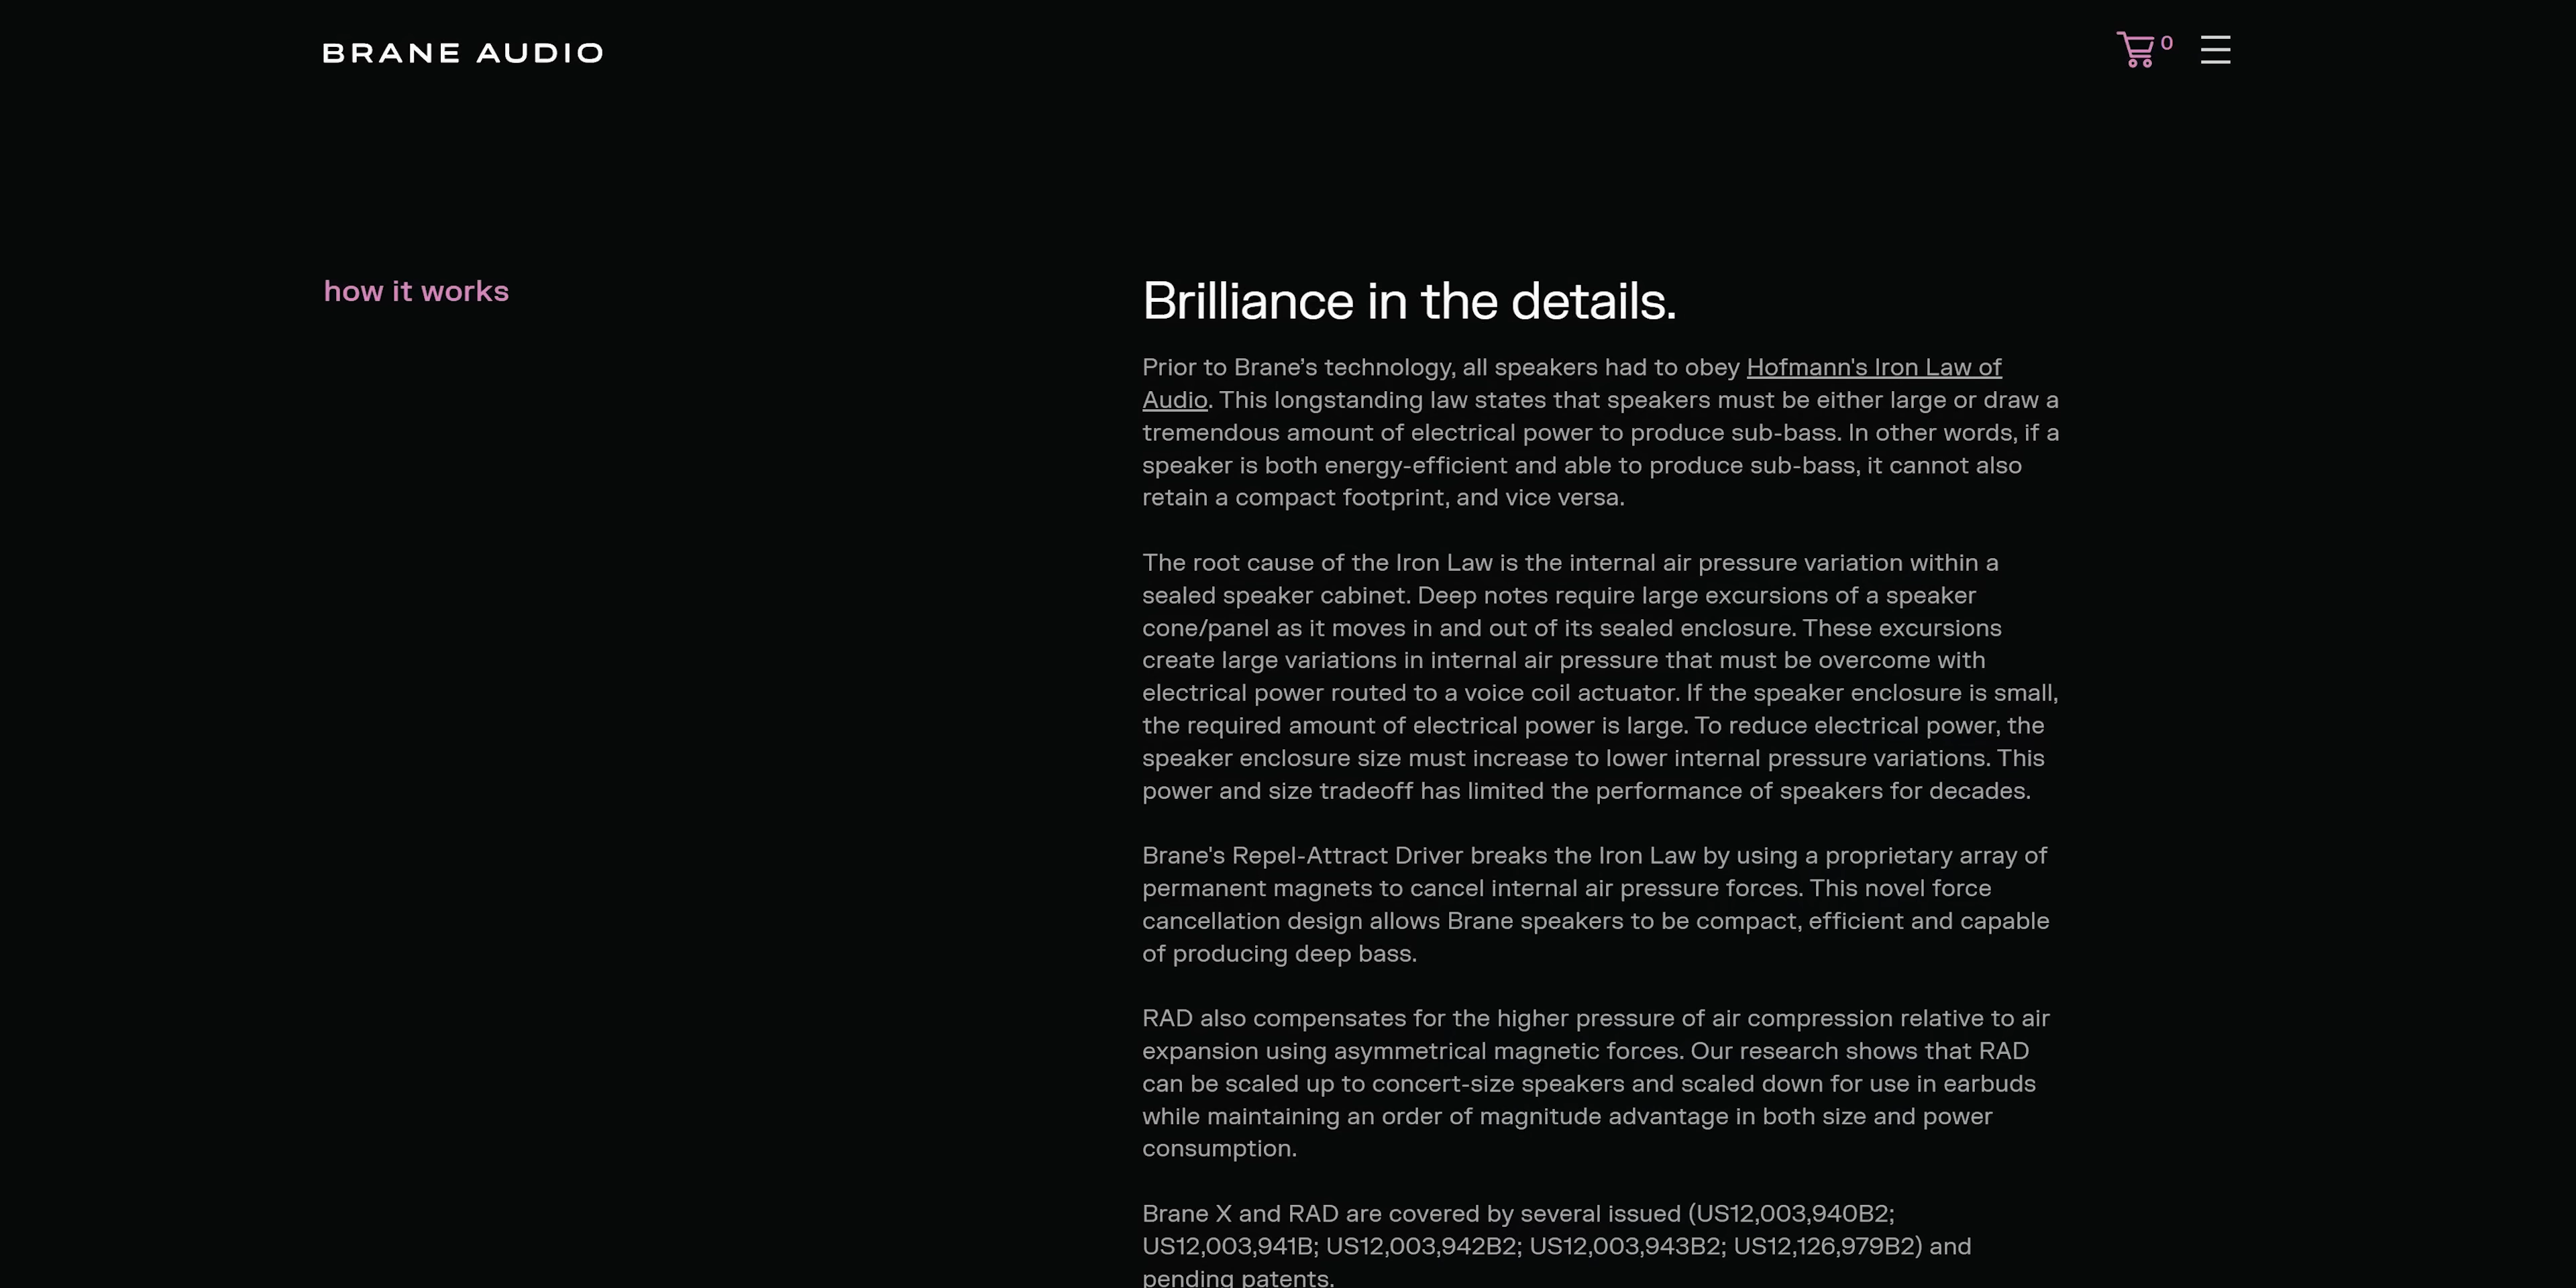 BRANE AUDIO
0
how it works
Brilliance in the details.
Prior to Brane’s technology, all speakers had to obey Hofmann's Iron Law of
Audio. This longstanding law states that speakers must be either large or draw a
tremendous amount of electrical power to produce sub-bass. In other words, if a
speaker is both energy-efficient and able to produce sub-bass, it cannot also
retain a compact footprint, and vice versa.
The root cause of the Iron Law is the internal air pressure variation within a
sealed speaker cabinet. Deep notes require large excursions of a speaker
cone/panel as it moves in and out of its sealed enclosure. These excursions
create large variations in internal air pressure that must be overcome with
electrical power routed to a voice coil actuator. If the speaker enclosure is small,
the required amount of electrical power is large. To reduce electrical power, the
speaker enclosure size must increase to lower internal pressure variations. This
power and size tradeoff has limited the performance of speakers for decades.
Brane's Repel-Attract Driver breaks the Iron Law by using a proprietary array of
permanent magnets to cancel internal air pressure forces. This novel force
cancellation design allows Brane speakers to be compact, efficient and capable
of producing deep bass.
RAD also compensates for the higher pressure of air compression relative to air
expansion using asymmetrical magnetic forces. Our research shows that RAD
can be scaled up to concert-size speakers and scaled down for use in earbuds
while maintaining an order of magnitude advantage in both size and power
consumption.
Brane X and RAD are covered by several issued (US12,003,940B2;
US12,003,941B; US12,003,942B2; US12,003,943B2; US12,126,979B2) and
pending patents.